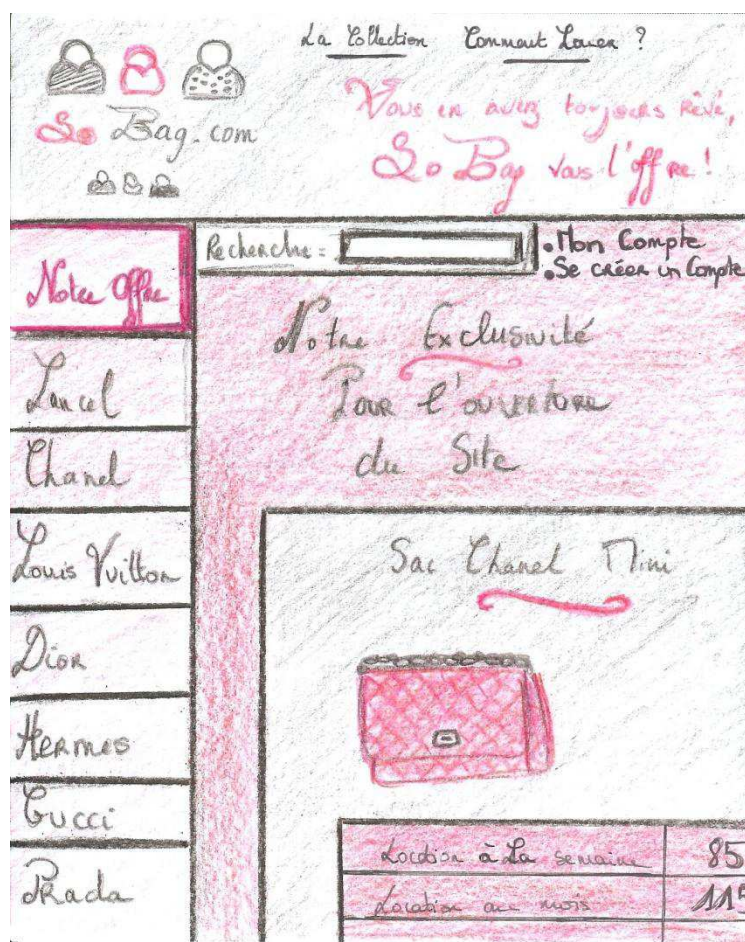 La Collection Comment Louer ?
So Bag.com
Vous en avez toujours rêvé,
So Bag vous l'offre !
Notre Offre
Lancel
Chanel
Louis Vuitton
Dior
Hermes
Gucci
Prada
Recherche :
• Mon Compte
• Se créer un Compte
Notre Exclusivité
Pour l'ouverture
du Site
Sac Chanel Mini
Location à La semaine 85
Location au mois 115